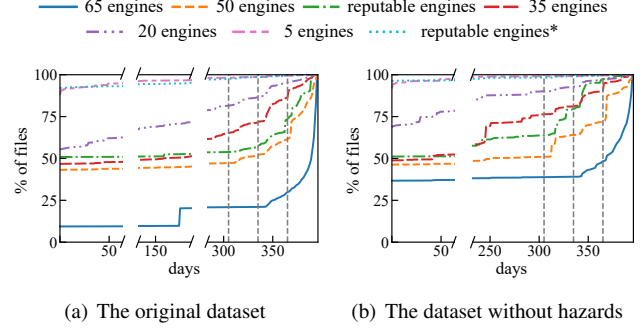 65 engines 50 engines reputable engines 35 engines
20 engines 5 engines reputable engines*
100
75
50
25
0
% of files
50 150 300 350
days
100
75
50
25
0
% of files
50 250 300 350
days
(a) The original dataset (b) The dataset without hazards